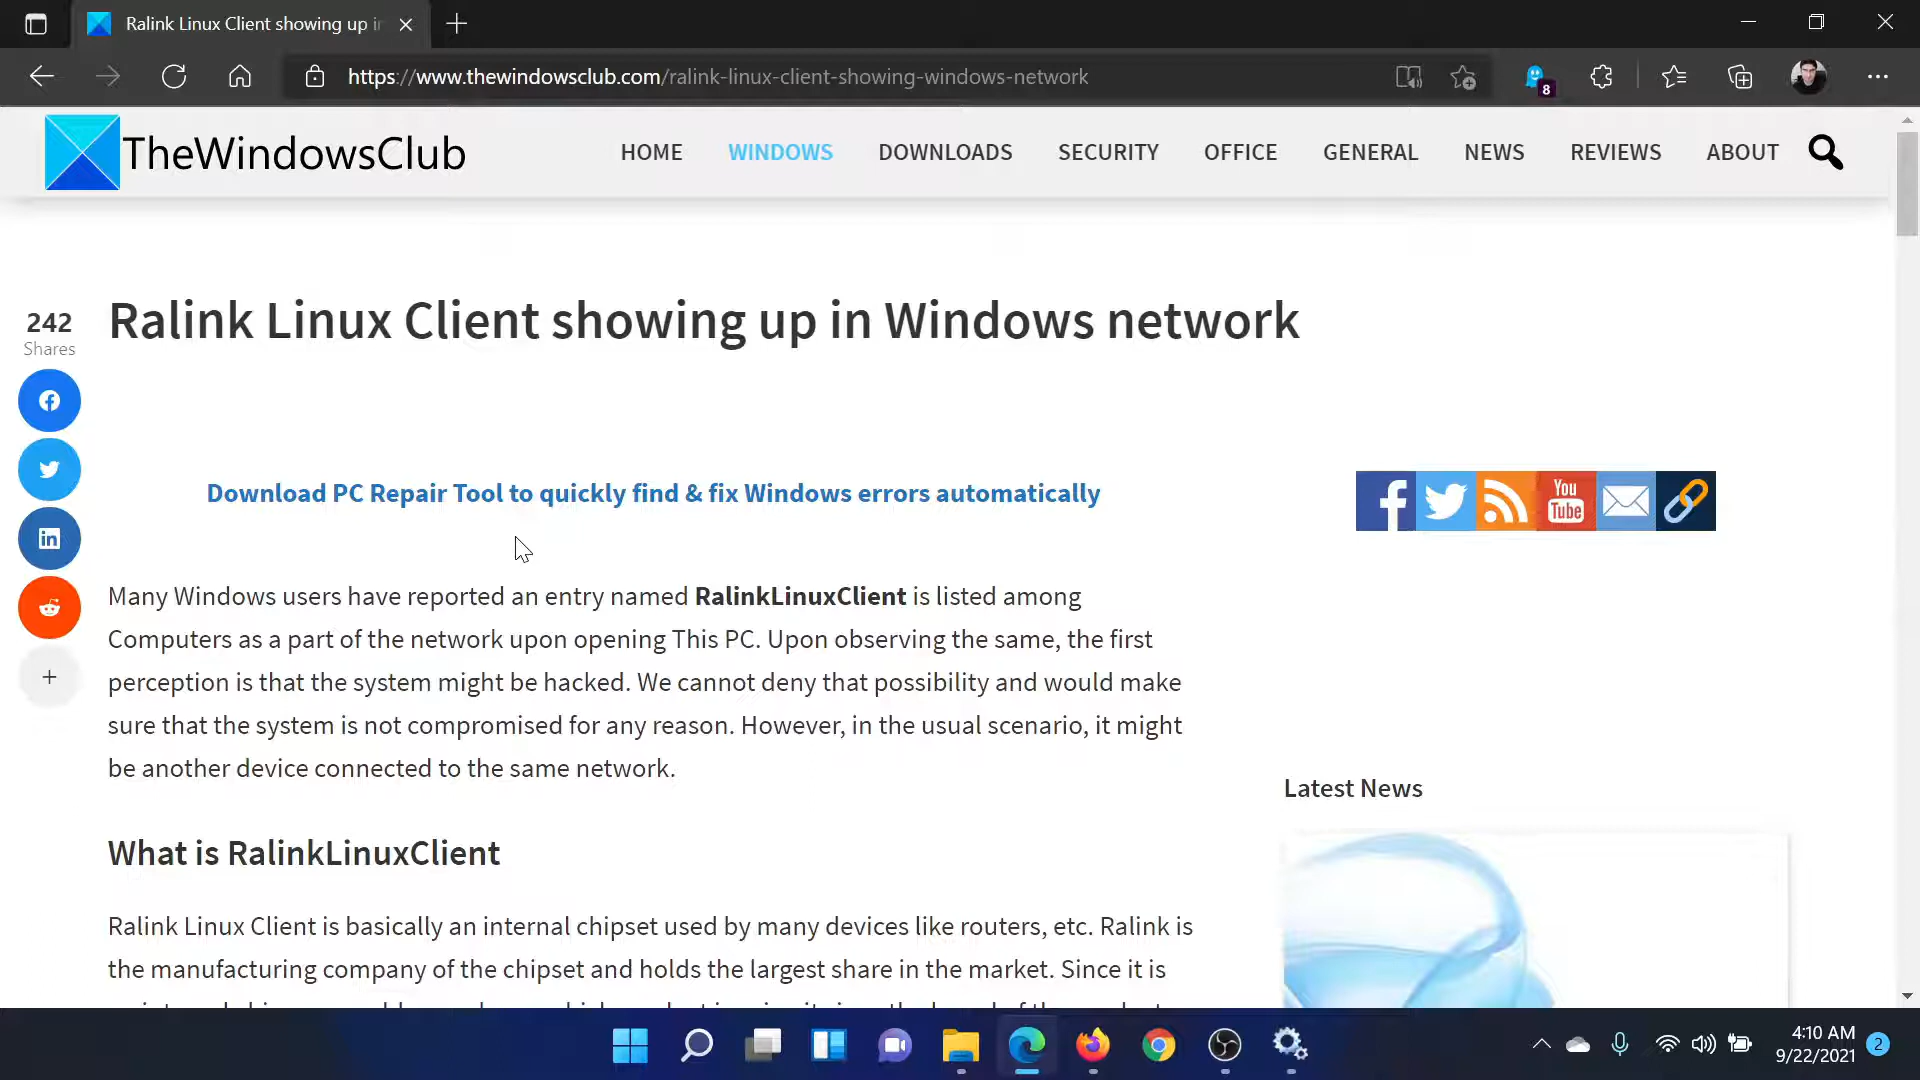 Ralink Linux Client showing up in
https://www.thewindowsclub.com/ralink-linux-client-showing-windows-network
8
TheWindowsClub
HOME WINDOWS DOWNLOADS SECURITY OFFICE GENERAL NEWS REVIEWS ABOUT
Ralink Linux Client showing up in Windows network
242
Shares
Download PC Repair Tool to quickly find & fix Windows errors automatically
You
Tube
Many Windows users have reported an entry named RalinkLinuxClient is listed among
Computers as a part of the network upon opening This PC. Upon observing the same, the first
perception is that the system might be hacked. We cannot deny that possibility and would make
sure that the system is not compromised for any reason. However, in the usual scenario, it might
be another device connected to the same network.
Latest News
What is RalinkLinuxClient
Ralink Linux Client is basically an internal chipset used by many devices like routers, etc. Ralink is
the manufacturing company of the chipset and holds the largest share in the market. Since it is
4:10 AM
9/22/2021
2